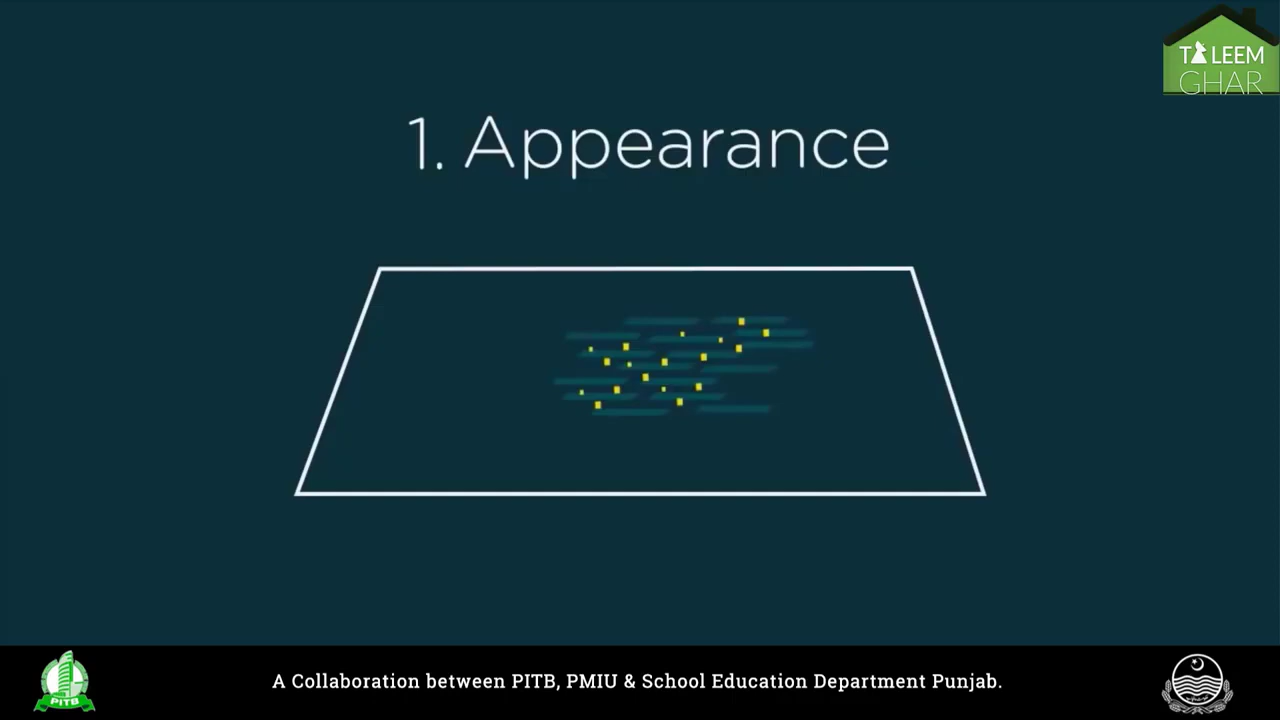 TALEEM
GHAR
1. Appearance
PITB
A Collaboration between PITB, PMIU & School Education Department Punjab.